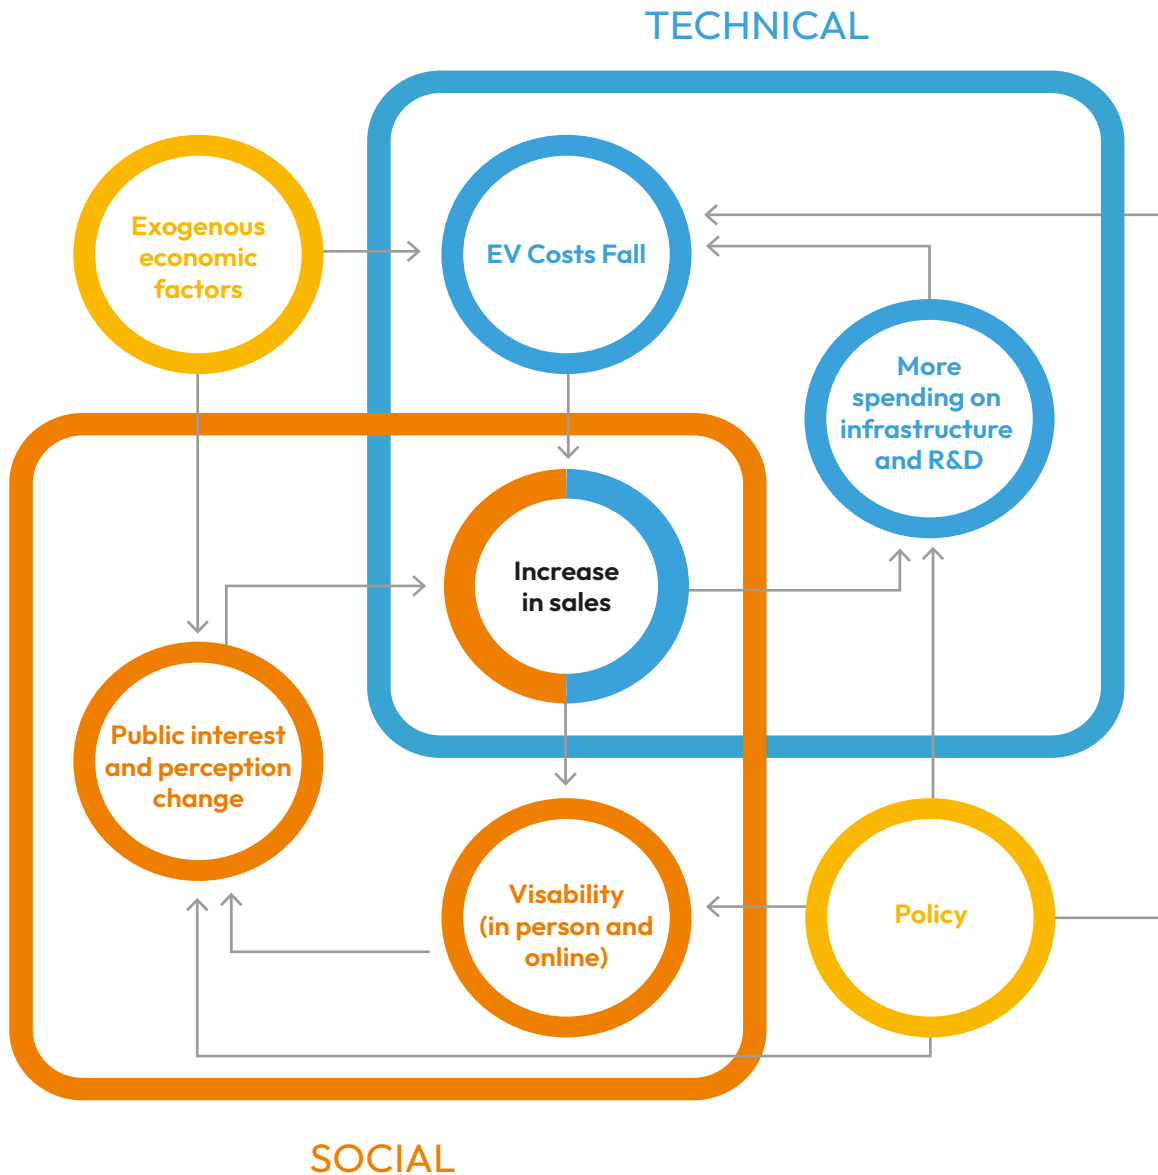 TECHNICAL
Exogenous
economic
factors
EV Costs Fall
More
spending on
infrastructure
and R&D
Increase
in sales
Public interest
and perception
change
Visability
(in person and
online)
Policy
SOCIAL